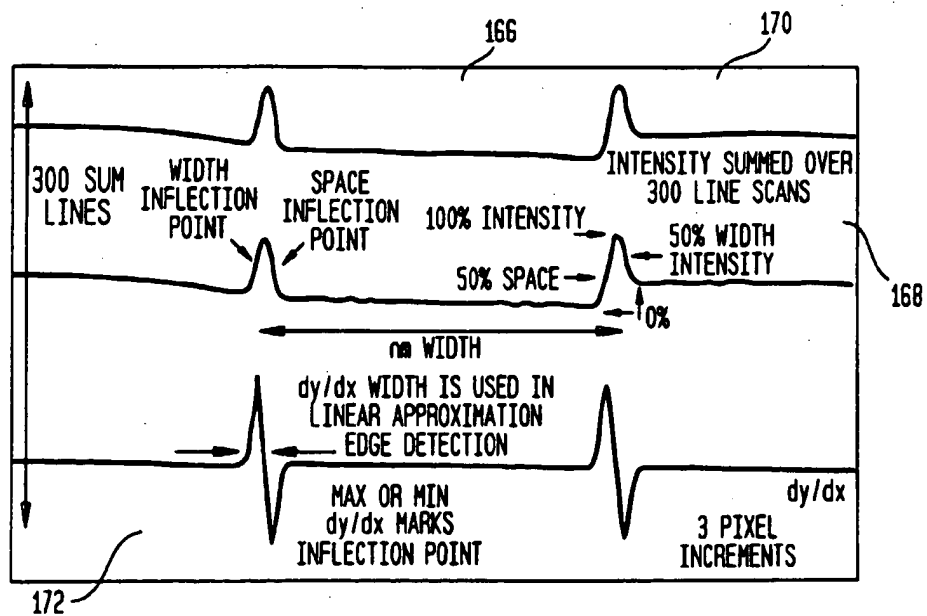 166
170
300 SUM
LINES
WIDTH
INFLECTION
POINT
SPACE
INFLECTION
POINT
INTENSITY SUMMED OVER
300 LINE SCANS
100% INTENSITY
50% WIDTH
INTENSITY
50% SPACE
0%
168
nm WIDTH
dy/dx WIDTH IS USED IN
LINEAR APPROXIMATION
EDGE DETECTION
MAX OR MIN
dy/dx MARKS
INFLECTION POINT
dy/dx
3 PIXEL
INCREMENTS
172